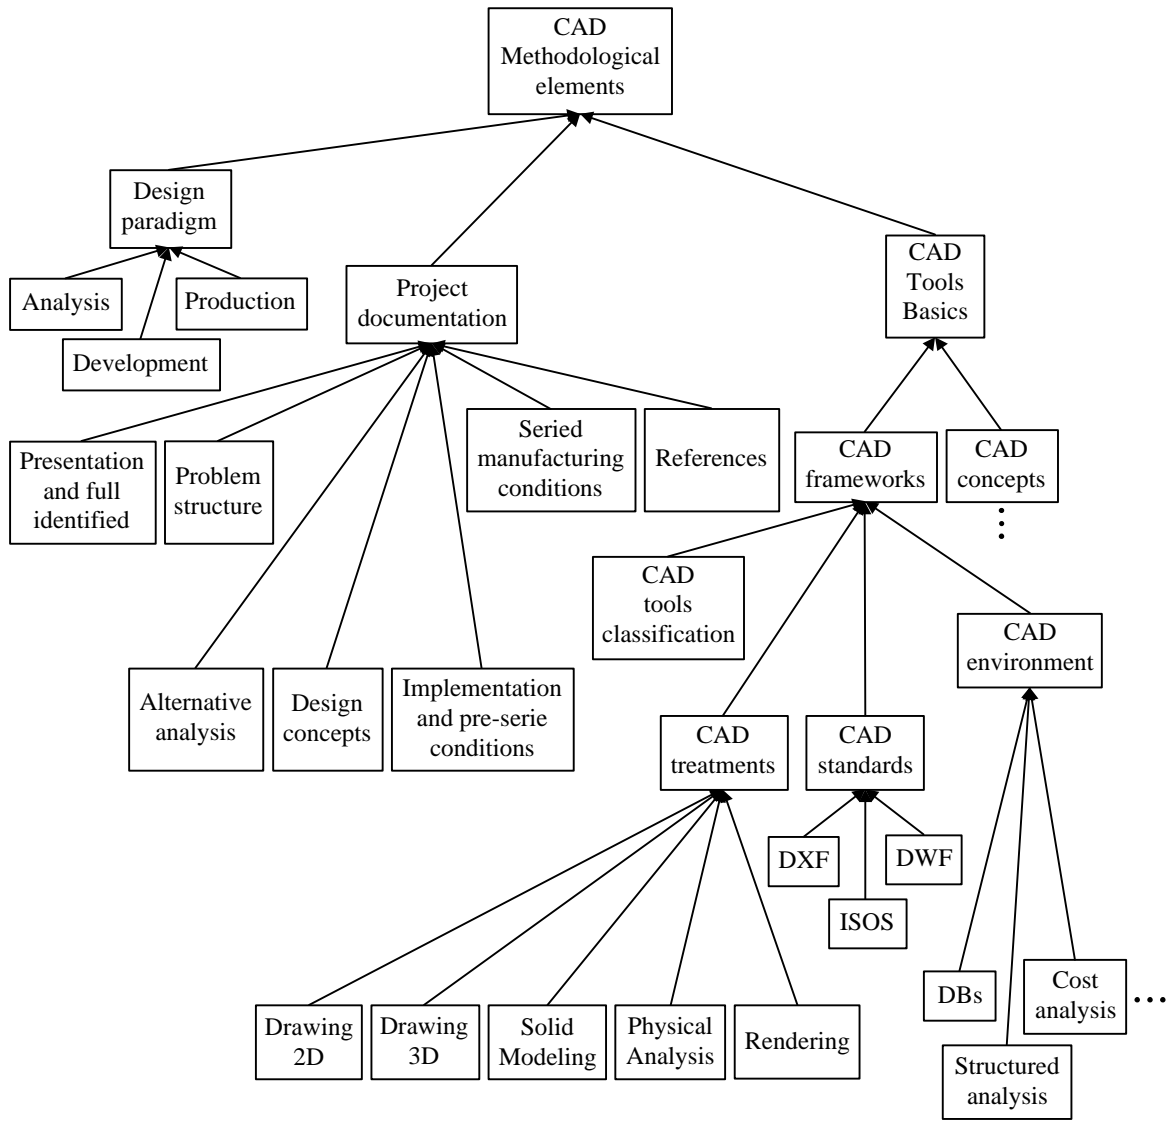 CAD
Methodological
elements
Design
paradigm
Analysis
Production
Development
Project
documentation
CAD
Tools
Basics
Presentation
and full
identified
Problem
structure
Seried
manufacturing
conditions
References
CAD
frameworks
CAD
concepts
CAD
tools
classification
CAD
environment
Alternative
analysis
Design
concepts
Implementation
and pre-serie
conditions
CAD
treatments
CAD
standards
DXF
DWF
ISOS
DBs
Cost
analysis
Structured
analysis
Drawing
2D
Drawing
3D
Solid
Modeling
Physical
Analysis
Rendering